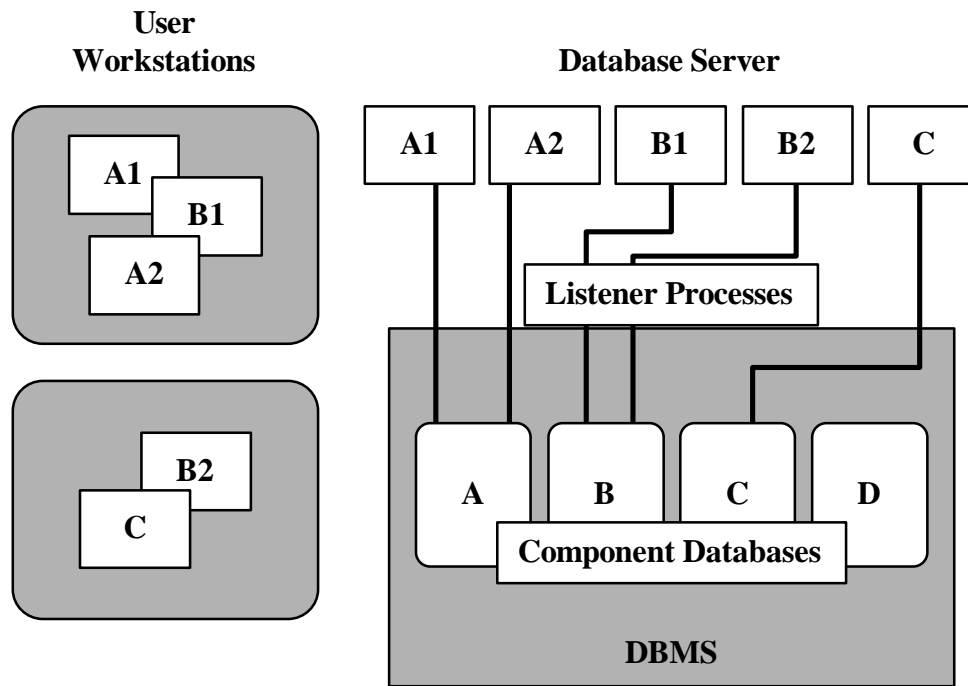 User
Workstations
Database Server
A1
B1
A2
B2
C
A1
A2
B1
B2
C
Listener Processes
A
B
C
D
Component Databases
DBMS